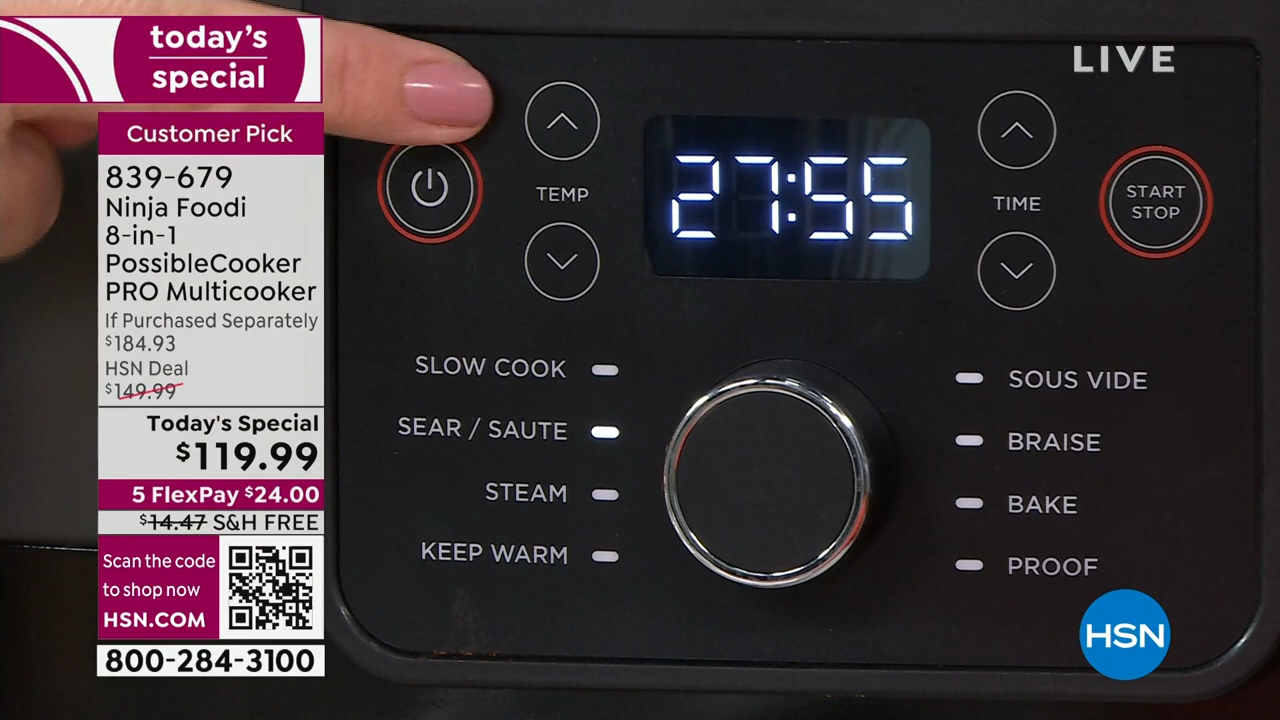 today's
special
Customer Pick
839-679
Ninja Foodi
8-in-1
PossibleCooker
PRO Multicooker
If Purchased Separately
$184.93
HSN Deal
$149.99
Today's Special
$119.99
5 FlexPay $24.00
$14.47 S&H FREE
Scan the code
to shop now
HSN.COM
800-284-3100
LIVE
TEMP
27:55
TIME
START
STOP
SLOW COOK
SEAR / SAUTE
STEAM
KEEP WARM
SOUS VIDE
BRAISE
BAKE
PROOF
HSN